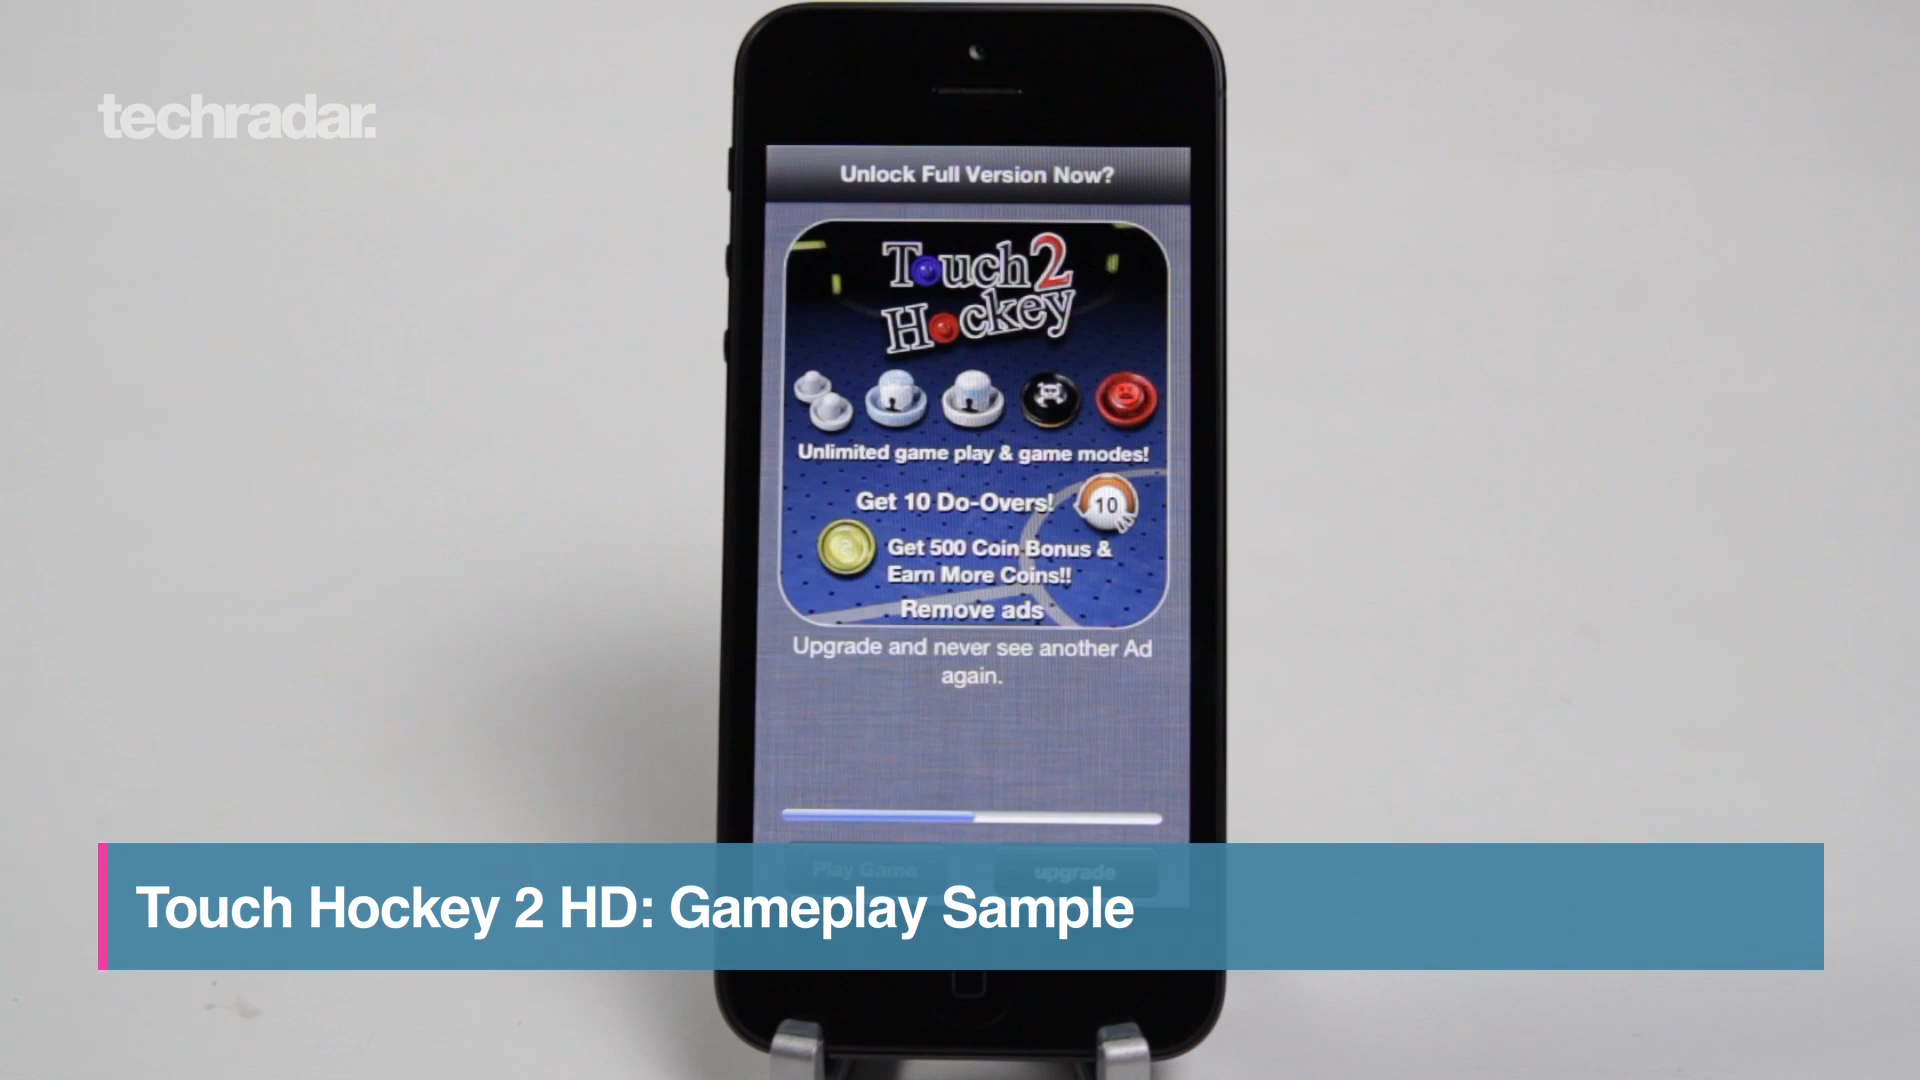 techradar.
Unlock Full Version Now?
Touch 2
Hockey
Unlimited game play & game modes!
Get 10 Do-Overs!
10
2
Get 500 Coin Bonus &
Earn More Coins!!
Remove ads
Upgrade and never see another Ad
again.
Play Game
upgrade
Touch Hockey 2 HD: Gameplay Sample